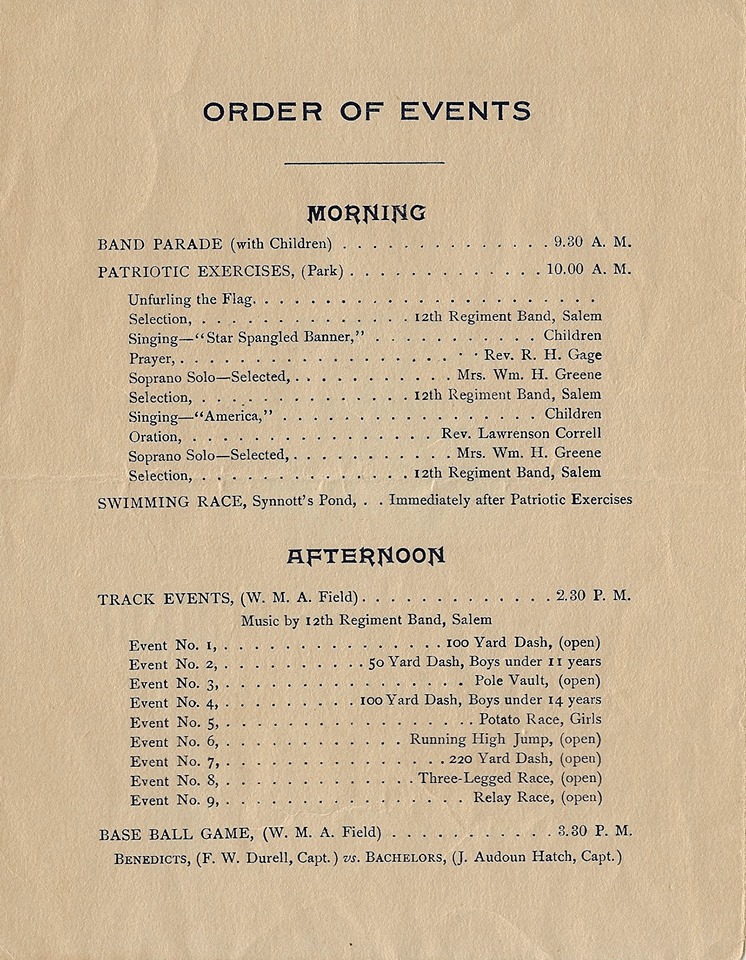 ORDER OF EVENTS
MORNING
BAND PARADE (with Children) . . . . . . . . . . . . . . 9.30 A. M.
PATRIOTIC EXERCISES, (Park) . . . . . . . . . . . . . 10.00 A. M.
Unfurling the Flag. . . . . . . . . . . . . . . . . . . . . . .
Selection, . . . . . . . . . . . . . . 12th Regiment Band, Salem
Singing—"Star Spangled Banner," . . . . . . . . . . . Children
Prayer, . . . . . . . . . . . . . . . . . . . . Rev. R. H. Gage
Soprano Solo—Selected, . . . . . . . . . . . Mrs. Wm. H. Greene
Selection, . . . . . . . . . . . . . . 12th Regiment Band, Salem
Singing—"America," . . . . . . . . . . . . . . . . . Children
Oration, . . . . . . . . . . . . . . . . Rev. Lawrenson Correll
Soprano Solo—Selected, . . . . . . . . . . . Mrs. Wm. H. Greene
Selection, . . . . . . . . . . . . . . 12th Regiment Band, Salem
SWIMMING RACE, Synnott's Pond, . . Immediately after Patriotic Exercises
AFTERNOON
TRACK EVENTS, (W. M. A. Field) . . . . . . . . . . . . . 2.30 P. M.
Music by 12th Regiment Band, Salem
Event No. 1, . . . . . . . . . . . . . . . 100 Yard Dash, (open)
Event No. 2, . . . . . . . . . . 50 Yard Dash, Boys under 11 years
Event No. 3, . . . . . . . . . . . . . . . . . Pole Vault, (open)
Event No. 4, . . . . . . . . . 100 Yard Dash, Boys under 14 years
Event No. 5, . . . . . . . . . . . . . . . . . Potato Race, Girls
Event No. 6, . . . . . . . . . . . . Running High Jump, (open)
Event No. 7, . . . . . . . . . . . . . . . 220 Yard Dash, (open)
Event No. 8, . . . . . . . . . . . . . Three-Legged Race, (open)
Event No. 9, . . . . . . . . . . . . . . . . . Relay Race, (open)
BASE BALL GAME, (W. M. A. Field) . . . . . . . . . . . 3.30 P. M.
BENEDICTS, (F. W. Durell, Capt.) vs. BACHELORS, (J. Audoun Hatch, Capt.)